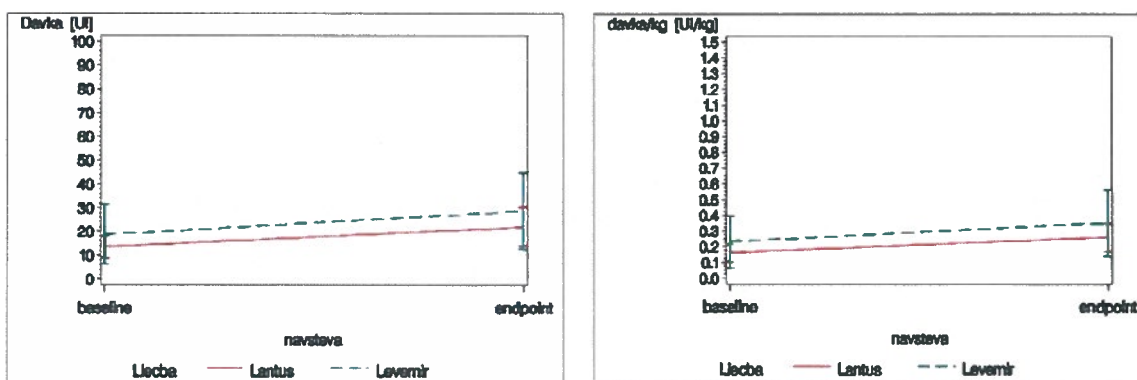 Davka [UI]
100
90
80
70
60
50
40
30
20
10
0
baseline
endpoint
navsteva
Liecba
Lantus
Levemir
davka/kg [UI/kg]
1.5
1.4
1.3
1.2
1.1
1.0
0.9
0.8
0.7
0.6
0.5
0.4
0.3
0.2
0.1
0.0
baseline
endpoint
navsteva
Liecba
Lantus
Levemir